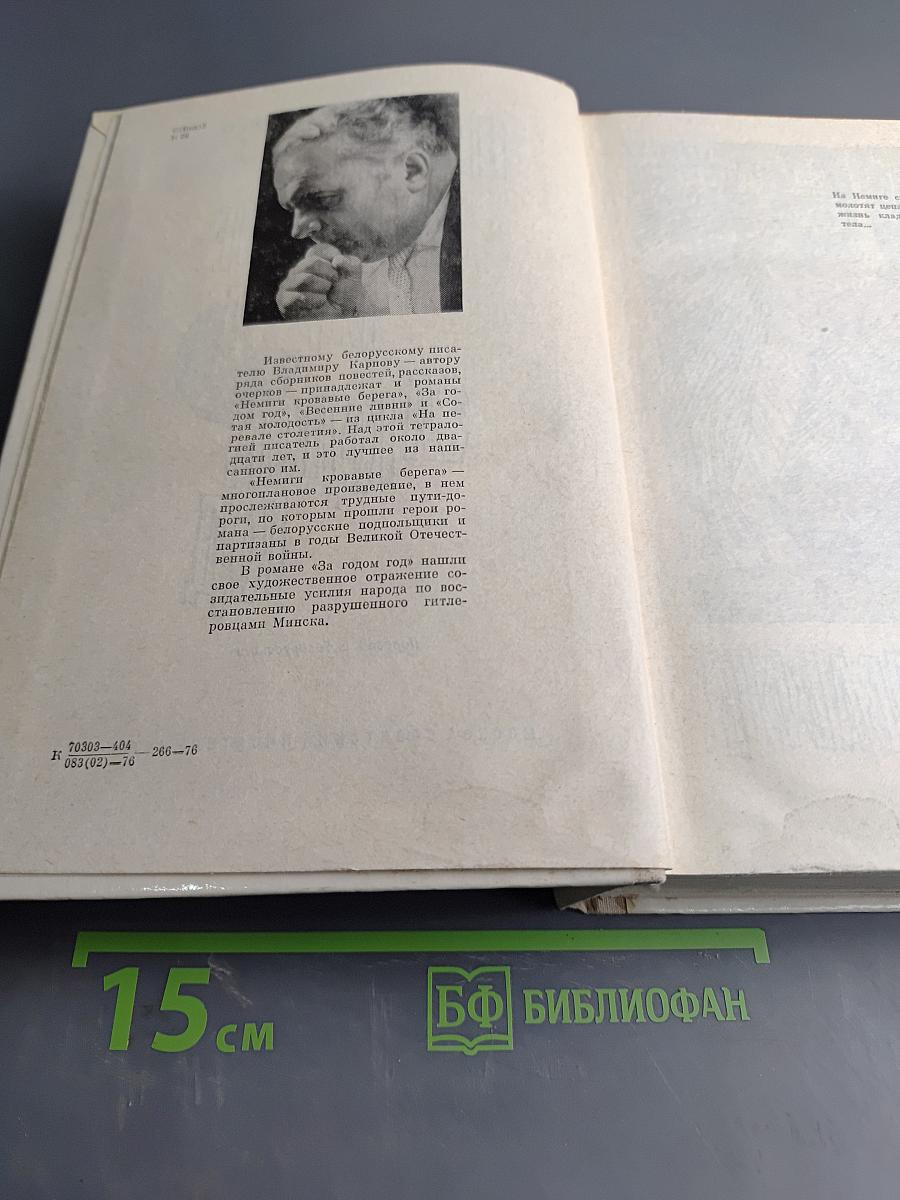 Известному белорусскому писа-
телю Владимиру Карпову — автору
ряда сборников повестей, рассказов,
очерков — принадлежат и романы
«Немиги кровавые берега», «За го-
дом год», «Весенние ливни» и «Со-
тая молодость» — из цикла «На пе-
ревале столетия». Над этой тетрало-
гией писатель работал около два-
дцати лет, и это лучшее из напи-
санного им.
«Немиги кровавые берега» —
многоплановое произведение, в нем
прослеживаются трудные пути-до-
роги, по которым прошли герои ро-
мана — белорусские подпольщики и
партизаны в годы Великой Отечест-
венной войны.
В романе «За годом год» нашли
свое художественное отражение со-
зидательные усилия народа по вос-
становлению разрушенного гитле-
ровцами Минска.
К 70303—404
083(02)—76 — 266—76
На Немиге с
молотят цепа
жизнь клад
тела...
15 см
БФ БИБЛИОФАН